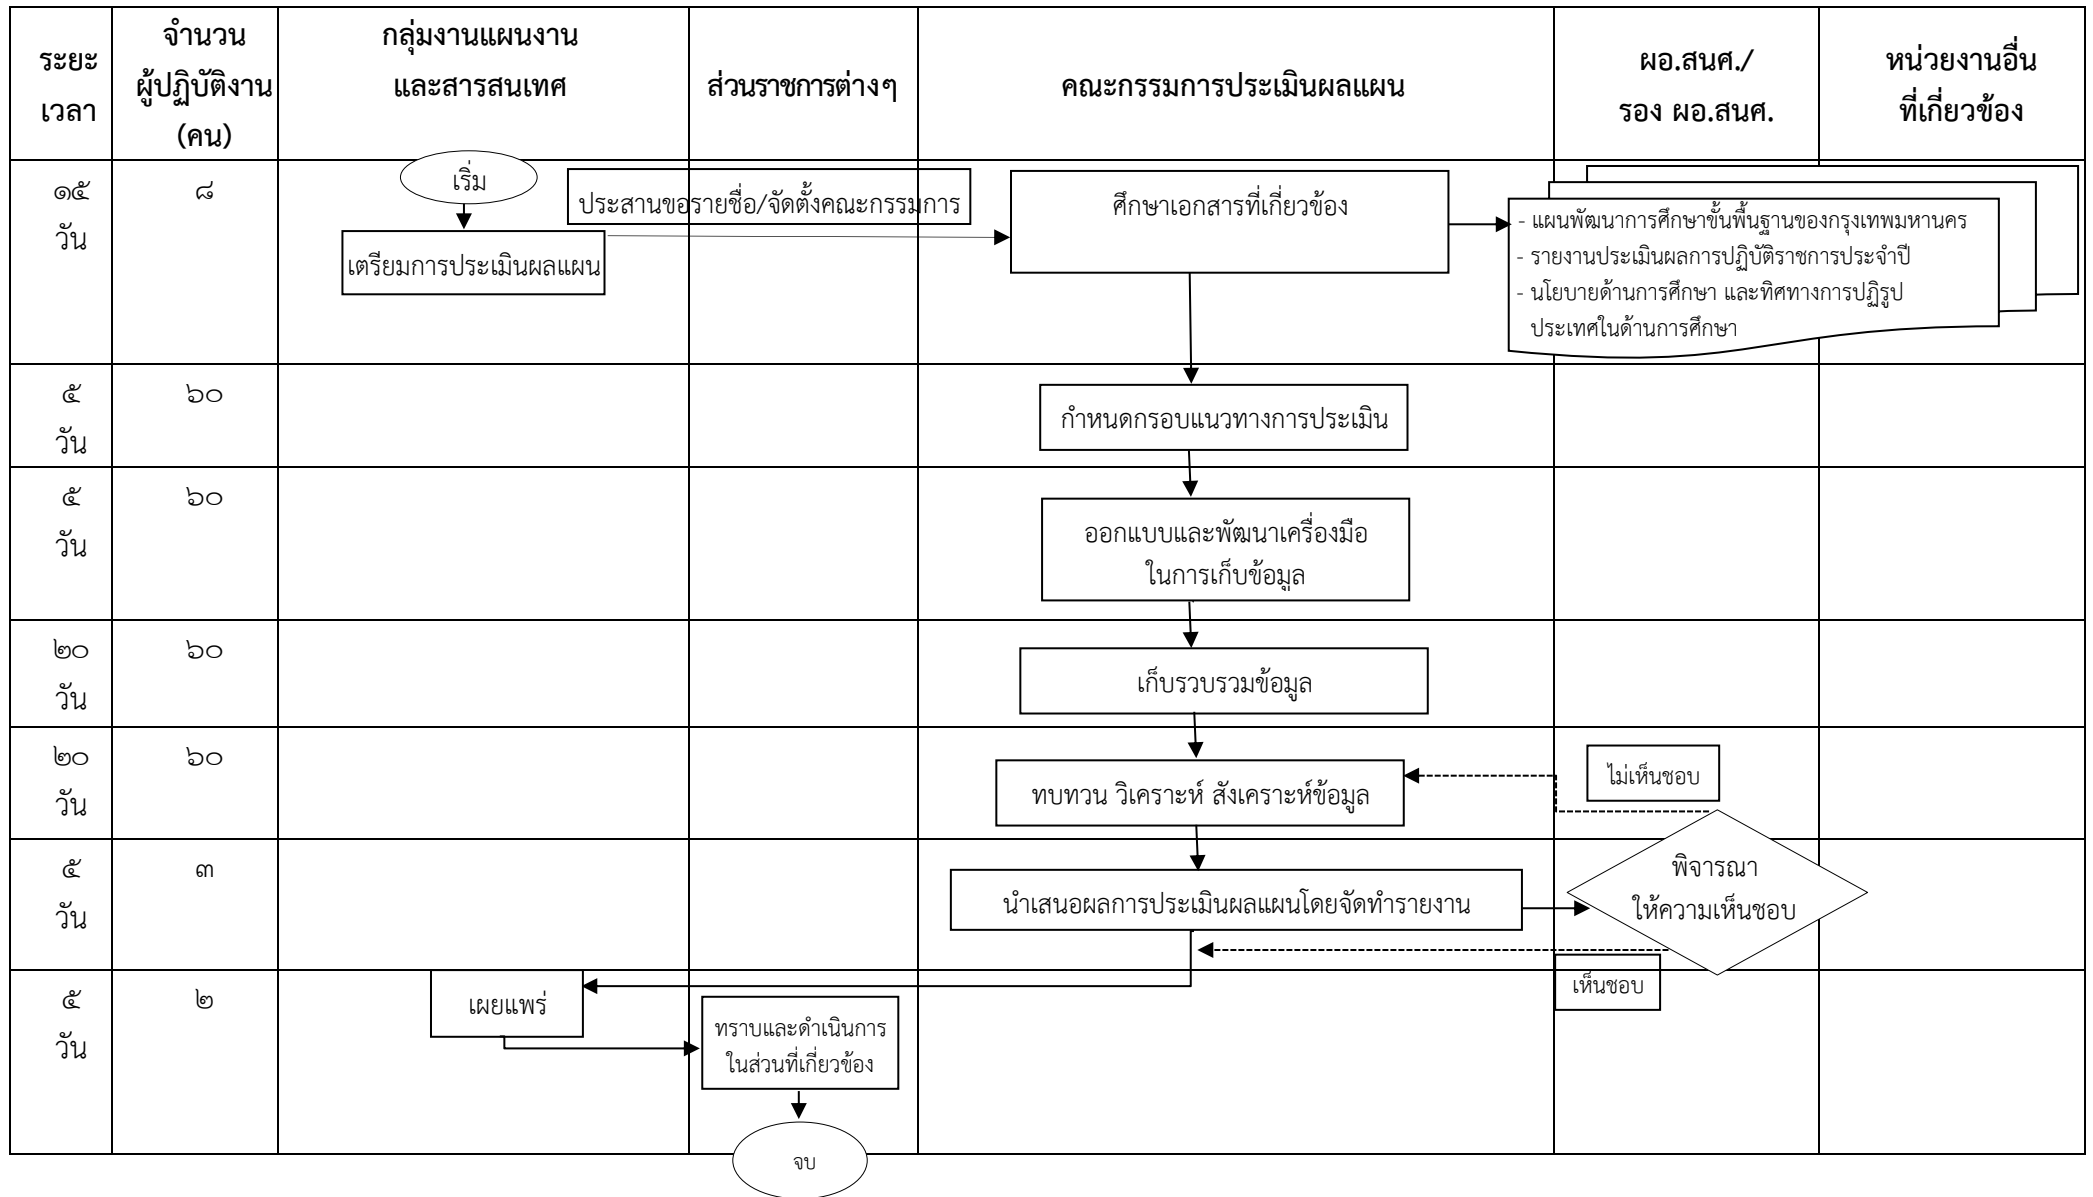 ระยะ
เวลา
จำนวน
ผู้ปฏิบัติงาน
(คน)
กลุ่มงานแผนงาน
และสารสนเทศ
ส่วนราชการต่างๆ
คณะกรรมการประเมินผลแผน
ผอ.สนศ./
รอง ผอ.สนศ.
หน่วยงานอื่น
ที่เกี่ยวข้อง
๑๕
วัน
๘
เริ่ม
เตรียมการประเมินผลแผน
ประสานขอรายชื่อ/จัดตั้งคณะกรรมการ
ศึกษาเอกสารที่เกี่ยวข้อง
- แผนพัฒนาการศึกษาขั้นพื้นฐานของกรุงเทพมหานคร
- รายงานประเมินผลการปฏิบัติราชการประจำปี
- นโยบายด้านการศึกษา และทิศทางการปฏิรูป
ประเทศในด้านการศึกษา
๕
วัน
๖๐
กำหนดกรอบแนวทางการประเมิน
๕
วัน
๖๐
ออกแบบและพัฒนาเครื่องมือ
ในการเก็บข้อมูล
๒๐
วัน
๖๐
เก็บรวบรวมข้อมูล
๒๐
วัน
๖๐
ทบทวน วิเคราะห์ สังเคราะห์ข้อมูล
ไม่เห็นชอบ
๕
วัน
๓
นำเสนอผลการประเมินผลแผนโดยจัดทำรายงาน
พิจารณา
ให้ความเห็นชอบ
เห็นชอบ
๕
วัน
๒
เผยแพร่
ทราบและดำเนินการ
ในส่วนที่เกี่ยวข้อง
จบ